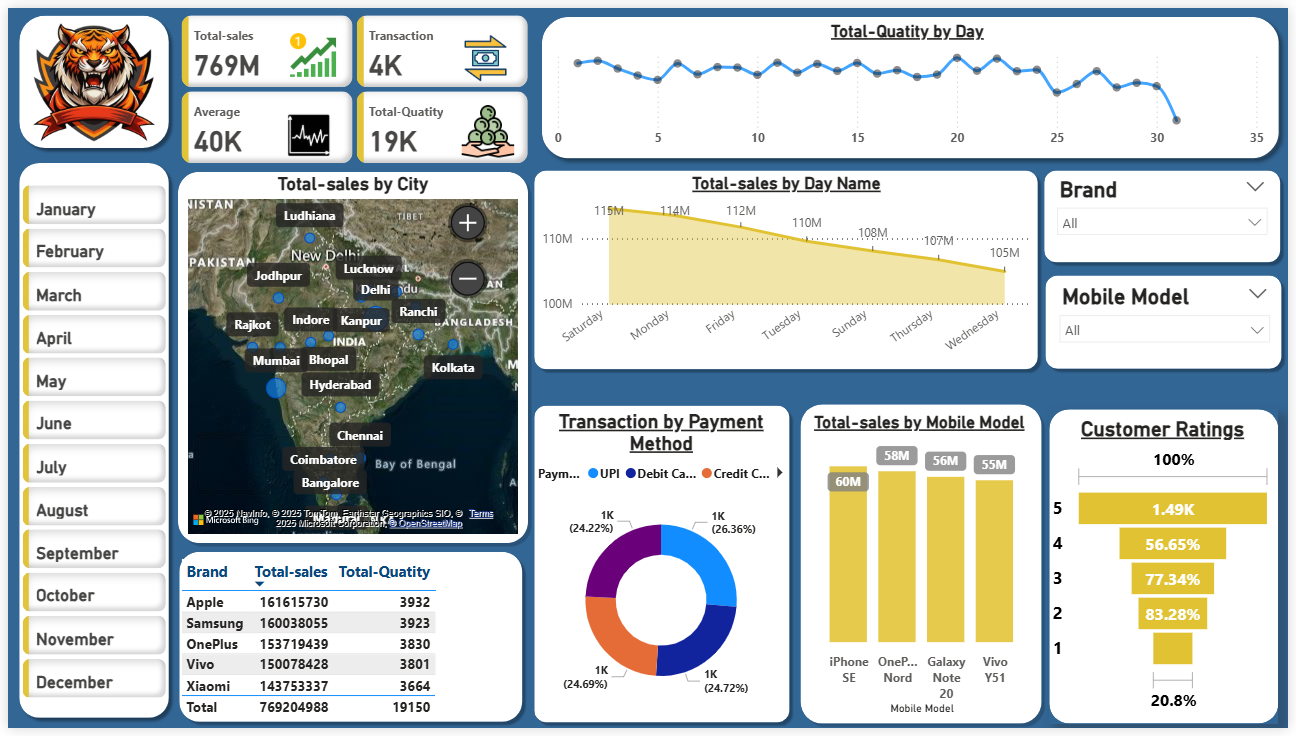 Total-sales
769M
1
Transaction
4K
Average
40K
Total-Quatity
19K
Total-Quatity by Day
0 5 10 15 20 25 30 35
January
February
March
April
May
June
July
August
September
October
November
December
Total-sales by City
NISTAN
TIBET
Ludhiana
New Delhi
PAKISTAN
Jodhpur
Lucknow
Delhi
Ranchi
Rajkot
Indore
Kanpur
BANGLADESH
INDIA
Mumbai
Bhopal
Kolkata
Hyderabad
Chennai
Coimbatore
Bay of Bengal
Bangalore
© 2025 NavInfo, © 2025 TomTom, Earthstar Geographics SIO, © Terms
Microsoft Bing
2025 Microsoft Corporation, © OpenStreetMap
Total-sales by Day Name
115M 114M 112M 110M 108M 107M 105M
110M
100M
Saturday Monday Friday Tuesday Sunday Thursday Wednesday
Brand
All
Mobile Model
All
Brand Total-sales Total-Quatity
Apple 161615730 3932
Samsung 160038055 3923
OnePlus 153719439 3830
Vivo 150078428 3801
Xiaomi 143753337 3664
Total 769204988 19150
Transaction by Payment
Method
Paym... UPI Debit Ca... Credit C...
1K
(24.22%)
1K
(26.36%)
1K
(24.69%)
1K
(24.72%)
Total-sales by Mobile Model
60M 58M 56M 55M
iPhone SE
OneP... Nord
Galaxy Note 20
Vivo Y51
Mobile Model
Customer Ratings
100%
5 1.49K
4 56.65%
3 77.34%
2 83.28%
1
20.8%